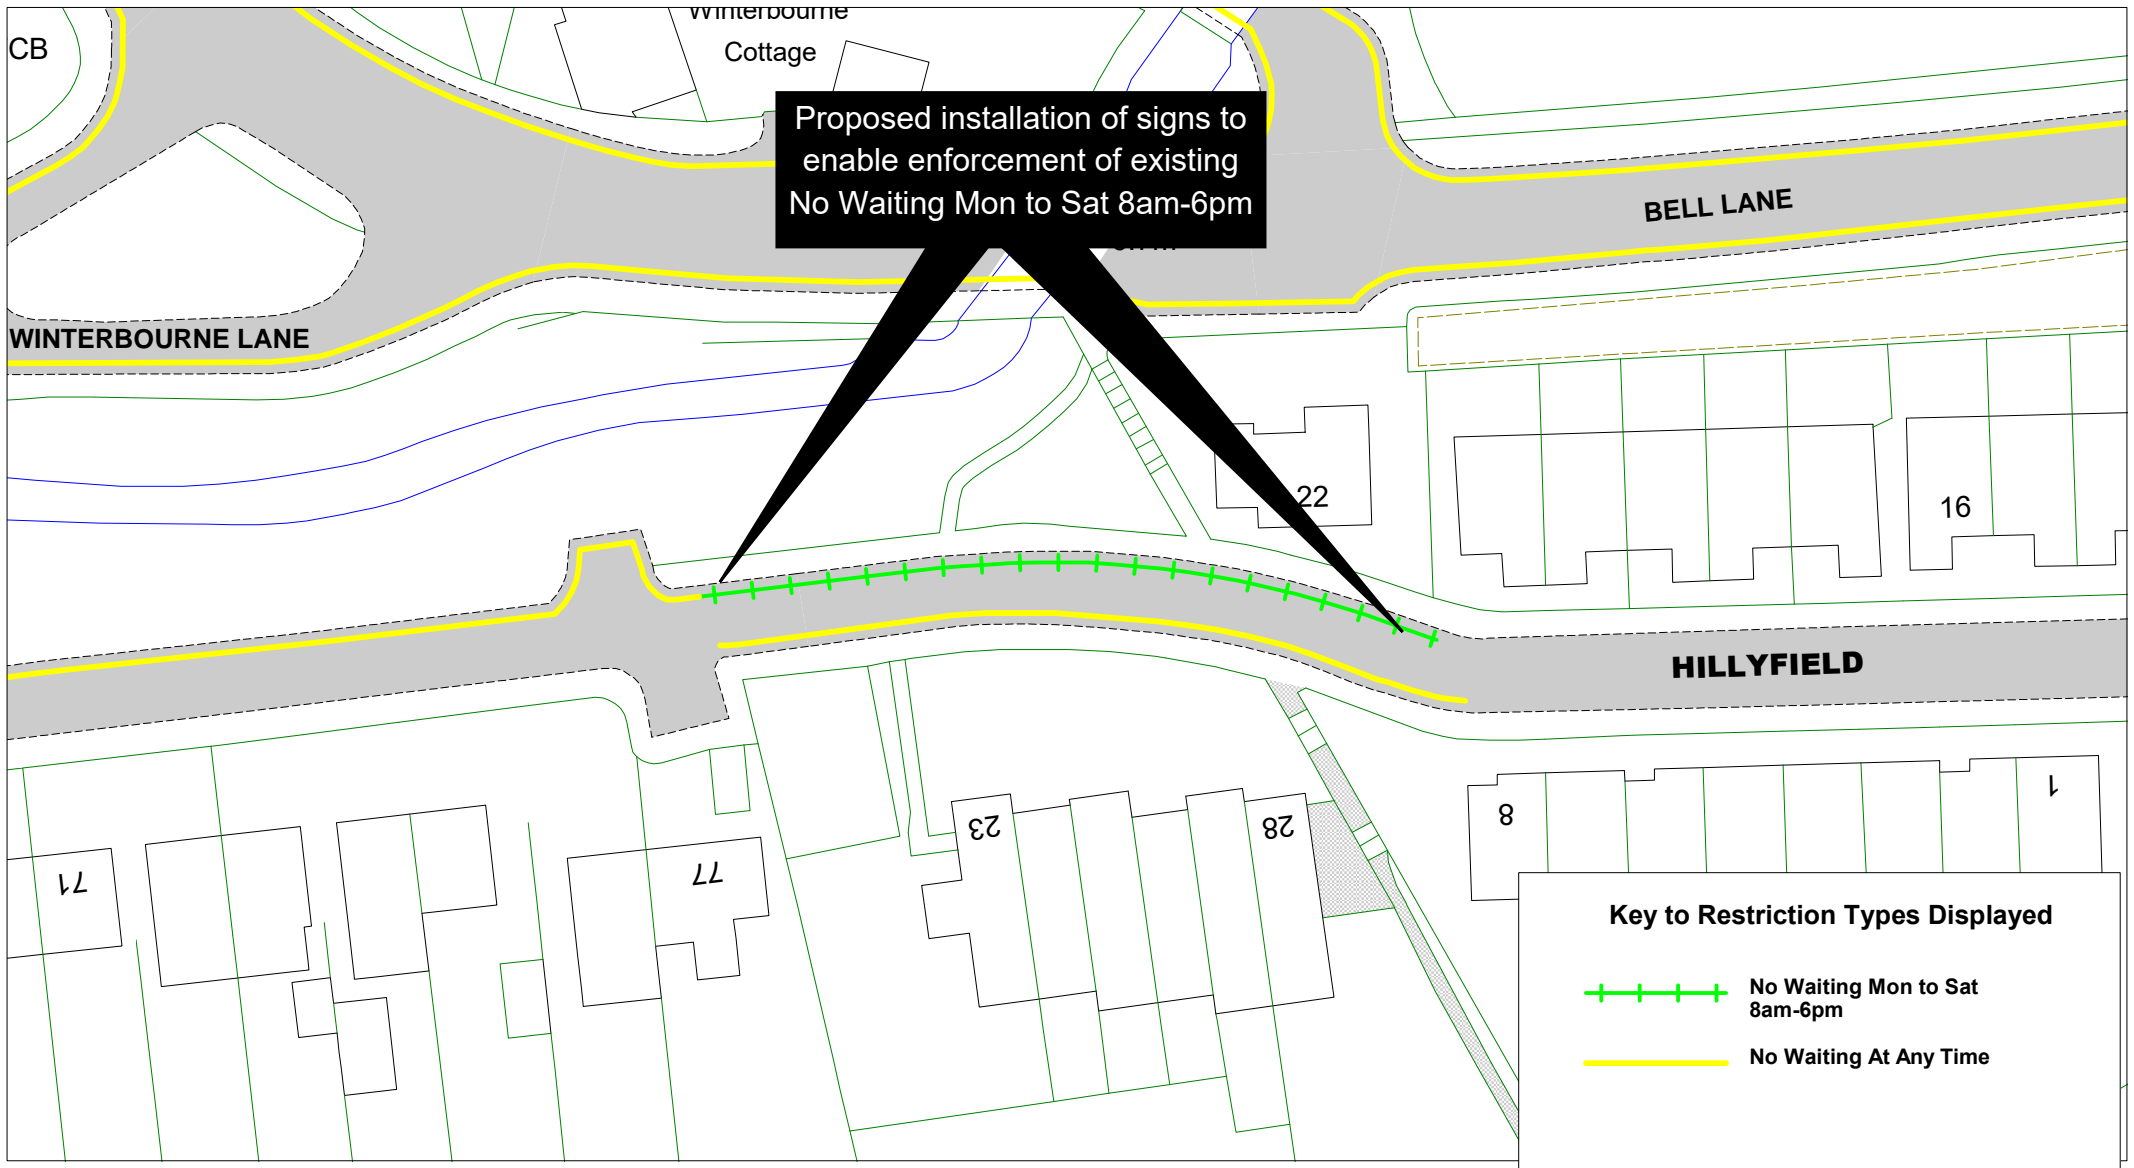 Winterbourne
Cottage
CB
Proposed installation of signs to
enable enforcement of existing
No Waiting Mon to Sat 8am-6pm
BELL LANE
WINTERBOURNE LANE
22
16
HILLYFIELD
71
77
23
28
8
1
Key to Restriction Types Displayed
No Waiting Mon to Sat
8am-6pm
No Waiting At Any Time